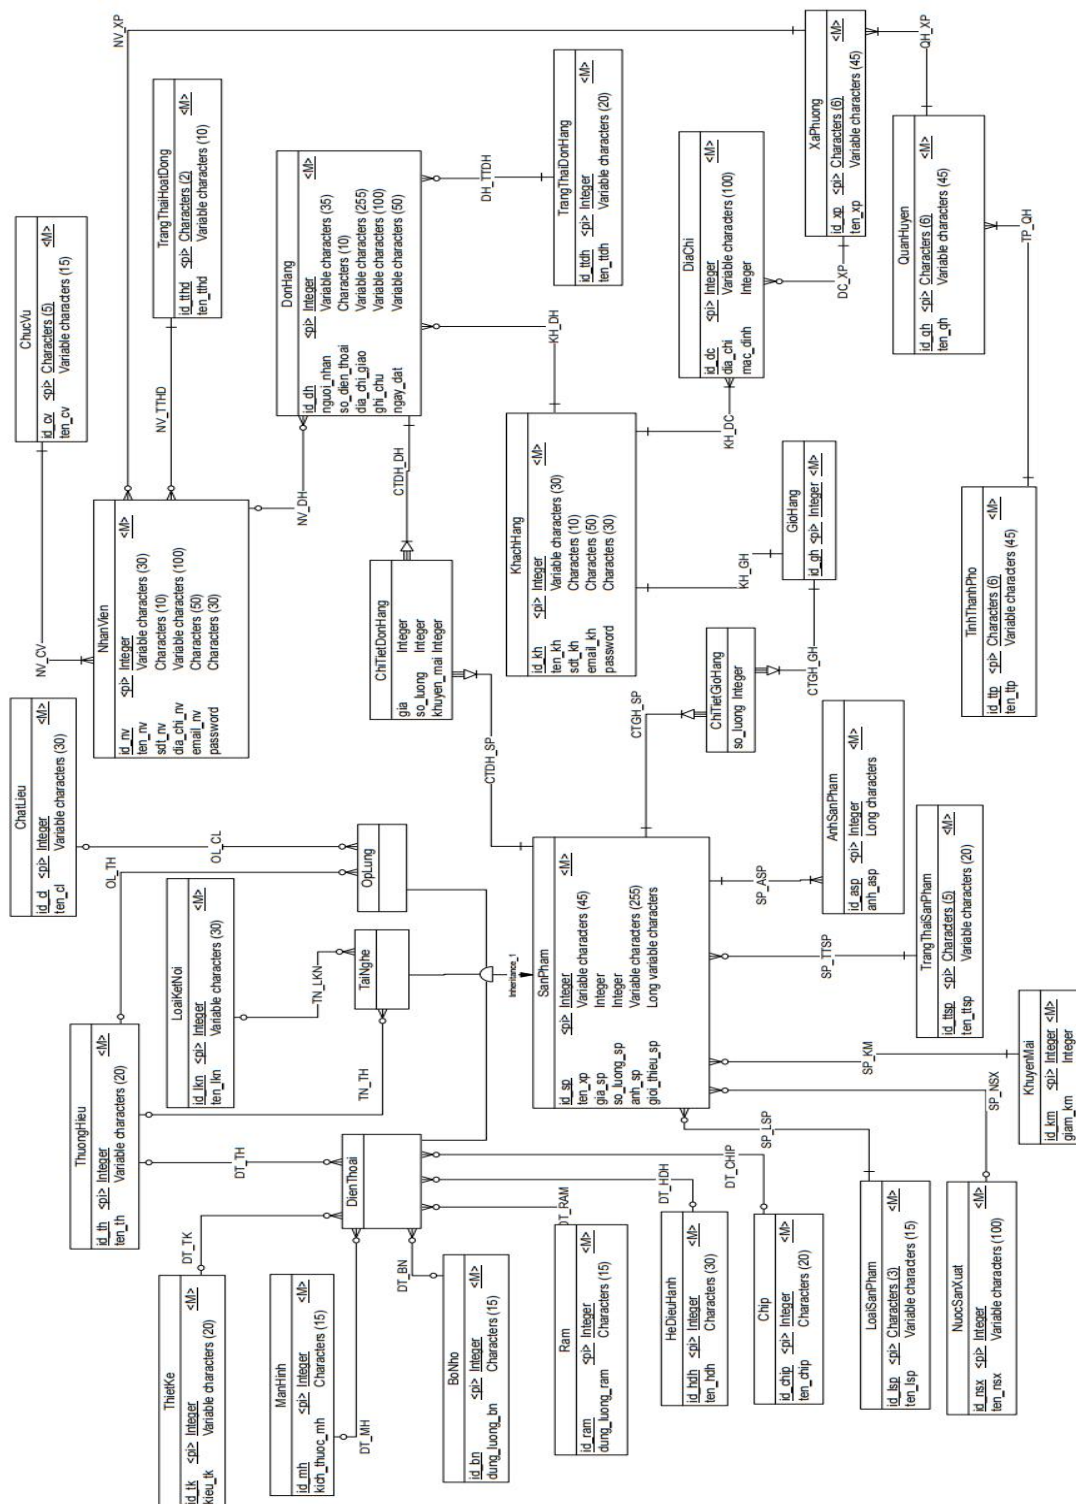 NV_XP
ChucVu
id_cv <pi> Characters (5) <M>
ten_cv Variable characters (15)
TrangThaiHoatDong
id_tthd <pi> Characters (2) <M>
ten_tthd Variable characters (10)
NV_CV
NV_TTHD
NhanVien
id_nv <pi> Integer <M>
ten_nv Variable characters (30)
sdt_nv Characters (10)
dia_chi_nv Variable characters (100)
email_nv Characters (50)
password Characters (30)
NV_DH
DonHang
id_dh <pi> Integer <M>
nguoi_nhan Variable characters (35)
so_dien_thoai Characters (10)
dia_chi_giao Variable characters (255)
ghi_chu Variable characters (100)
ngay_dat Variable characters (50)
DH_TTDH
TrangThaiDonHang
id_ttdh <pi> Integer <M>
ten_ttdh Variable characters (20)
XaPhuong
id_xp <pi> Characters (6) <M>
ten_xp Variable characters (45)
QH_XP
QuanHuyen
id_qh <pi> Characters (6) <M>
ten_qh Variable characters (45)
TP_QH
TinhThanhPho
id_ttp <pi> Characters (6) <M>
ten_ttp Variable characters (45)
DiaChi
id_dc <pi> Integer <M>
dia_chi Variable characters (100)
mac_dinh Integer
DC_XP
KH_DH
KH_DC
KhachHang
id_kh <pi> Integer <M>
ten_kh Variable characters (30)
sdt_kh Characters (10)
email_kh Characters (50)
password Characters (30)
KH_GH
GioHang
id_gh <pi> Integer <M>
CTGH_GH
ChiTietGioHang
so_luong Integer
CTGH_SP
CTDH_DH
ChiTietDonHang
gia Integer
so_luong Integer
khuyen_mai Integer
CTDH_SP
ChatLieu
id_cl <pi> Integer <M>
ten_cl Variable characters (30)
OL_CL
OL_TH
OpLung
LoaiKetNoi
id_lkn <pi> Integer <M>
ten_lkn Variable characters (30)
TN_LKN
TaiNghe
TN_TH
Inheritance_1
SanPham
id_sp <pi> Integer <M>
ten_xp Variable characters (45)
gia_sp Integer
so_luong_sp Integer
anh_sp Variable characters (255)
gioi_thieu_sp Long variable characters
SP_ASP
AnhSanPham
id_asp <pi> Integer <M>
anh_asp Long characters
SP_TTSP
TrangThaiSanPham
id_ttsp <pi> Characters (5) <M>
ten_ttsp Variable characters (20)
SP_KM
KhuyenMai
id_km <pi> Integer <M>
giam_km Integer
SP_NSX
SP_LSP
ThuongHieu
id_th <pi> Integer <M>
ten_th Variable characters (20)
DT_TH
DienThoai
DT_TK
ThietKe
id_tk <pi> Integer <M>
kieu_tk Variable characters (20)
DT_MH
ManHinh
id_mh <pi> Integer <M>
kich_thuoc_mh Characters (15)
DT_BN
BoNho
id_bn <pi> Integer <M>
dung_luong_bn Characters (15)
DT_RAM
Ram
id_ram <pi> Integer <M>
dung_luong_ram Characters (15)
DT_HDH
HeDieuHanh
id_hdh <pi> Integer <M>
ten_hdh Characters (30)
DT_CHIP
Chip
id_chip <pi> Integer <M>
ten_chip Characters (20)
LoaiSanPham
id_lsp <pi> Characters (3) <M>
ten_lsp Variable characters (15)
NuocSanXuat
id_nsx <pi> Integer <M>
ten_nsx Variable characters (100)